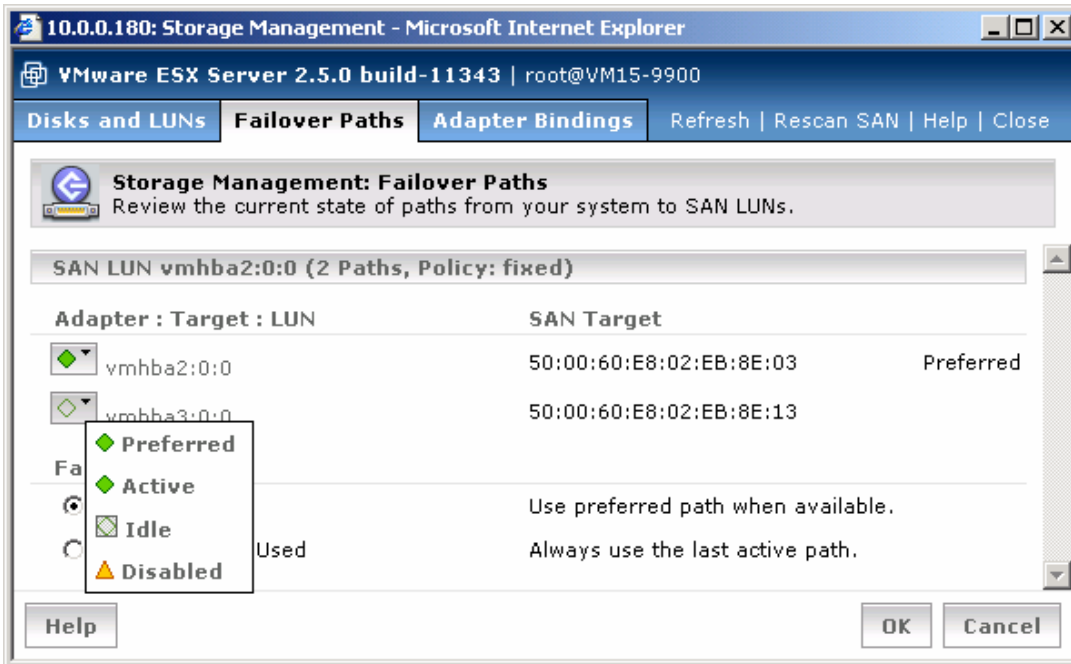 10.0.0.180: Storage Management - Microsoft Internet Explorer
VMware ESX Server 2.5.0 build-11343 | root@VM15-9900
Disks and LUNs Failover Paths Adapter Bindings Refresh | Rescan SAN | Help | Close
Storage Management: Failover Paths
Review the current state of paths from your system to SAN LUNs.
SAN LUN vmhba2:0:0 (2 Paths, Policy: fixed)
Adapter : Target : LUN SAN Target
vmhba2:0:0 50:00:60:E8:02:EB:8E:03 Preferred
vmhba3:0:0 50:00:60:E8:02:EB:8E:13
Preferred
Fa
Active
Use preferred path when available.
Idle
Used Always use the last active path.
Disabled
Help OK Cancel